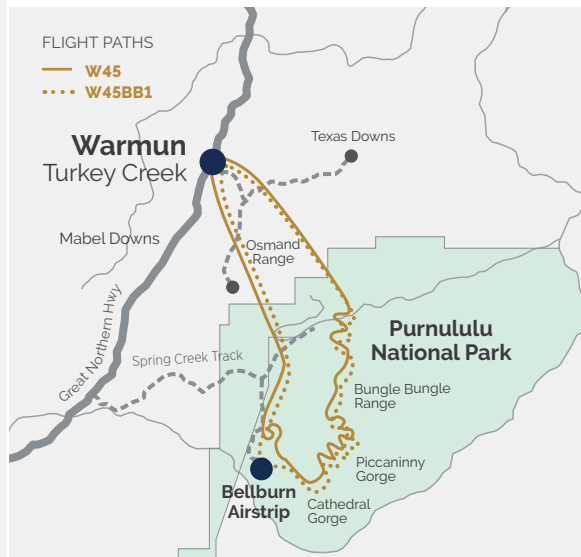 FLIGHT PATHS
W45
W45BB1
Warmun
Turkey Creek
Texas Downs
Mabel Downs
Osmand
Range
Great Northern Hwy
Spring Creek Track
Purnululu
National Park
Bungle Bungle
Range
Piccaninny
Gorge
Bellburn
Airstrip
Cathedral
Gorge